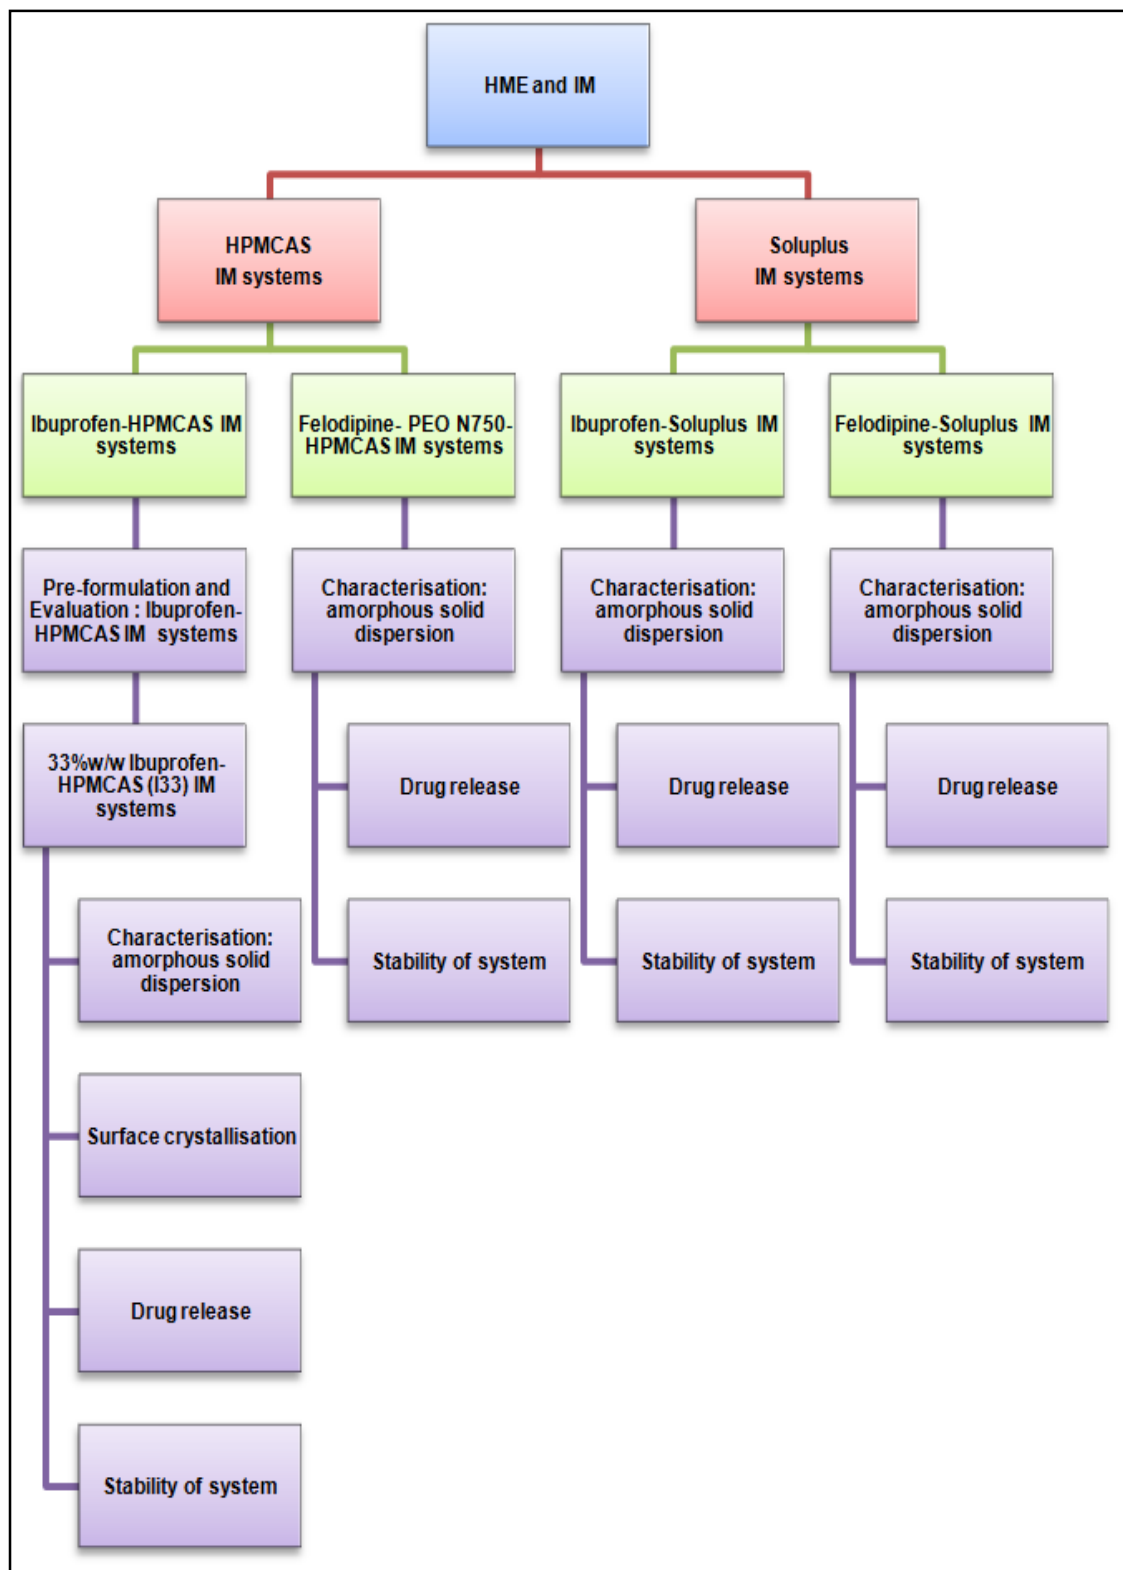 HME and IM
HPMCAS
IM systems
Soluplus
IM systems
Ibuprofen-HPMCAS IM
systems
Felodipine- PEO N750-
HPMCAS IM systems
Ibuprofen-Soluplus IM
systems
Felodipine-Soluplus IM
systems
Pre-formulation and
Evaluation : Ibuprofen-
HPMCAS IM systems
Characterisation:
amorphous solid
dispersion
Characterisation:
amorphous solid
dispersion
Characterisation:
amorphous solid
dispersion
33%w/w Ibuprofen-
HPMCAS (I33) IM
systems
Drug release
Drug release
Drug release
Characterisation:
amorphous solid
dispersion
Stability of system
Stability of system
Stability of system
Surface crystallisation
Drug release
Stability of system